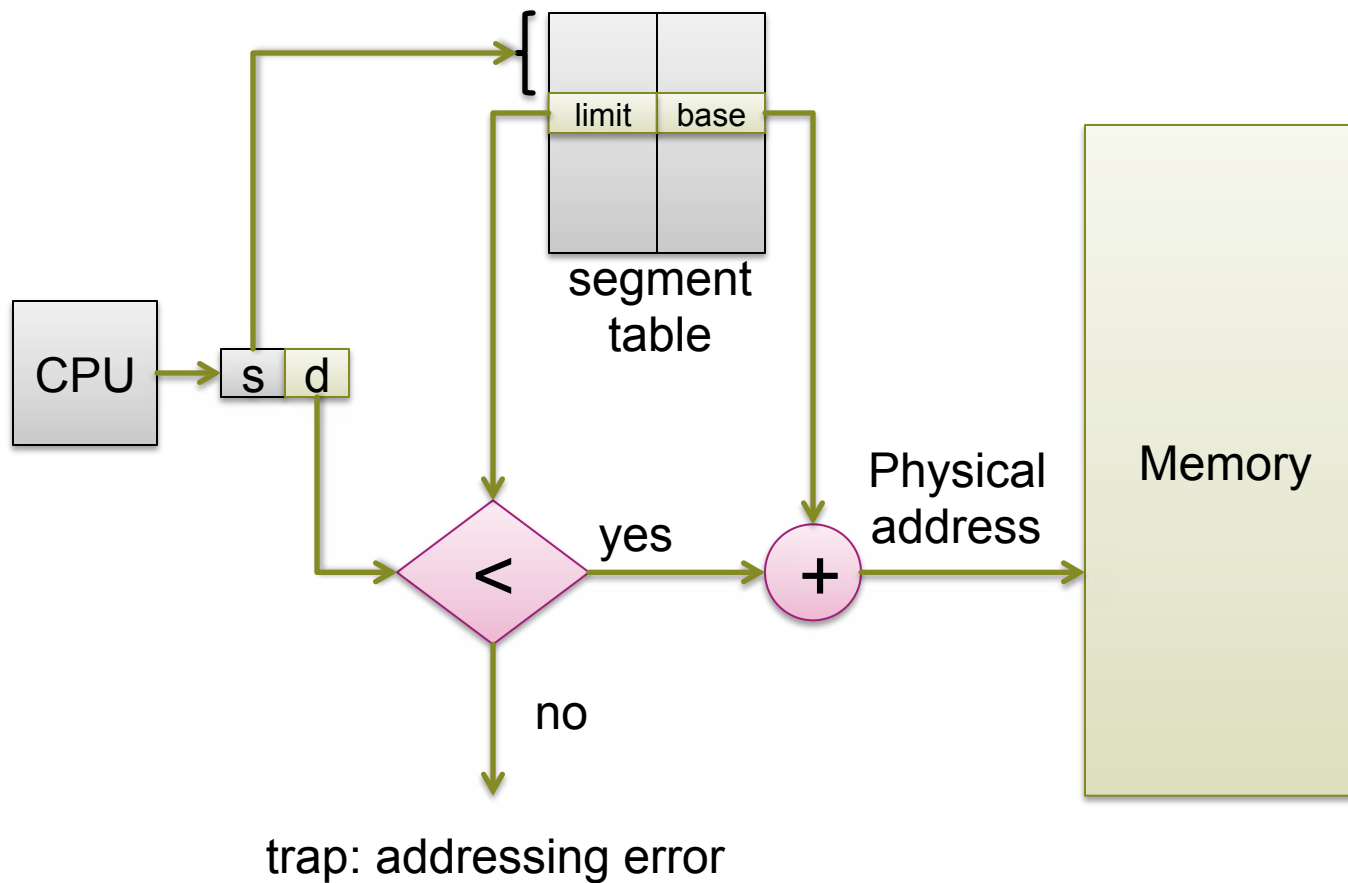 limit base
segment
table
CPU
s d
<
yes
+
Physical
address
Memory
no
trap: addressing error